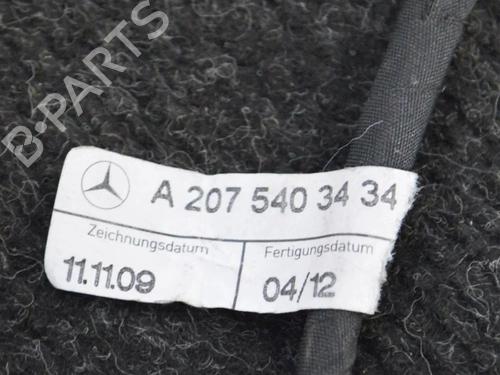 B-PARTS
A 207 540 34 34
Zeichnungsdatum Fertigungsdatum
11.11.09 04/12